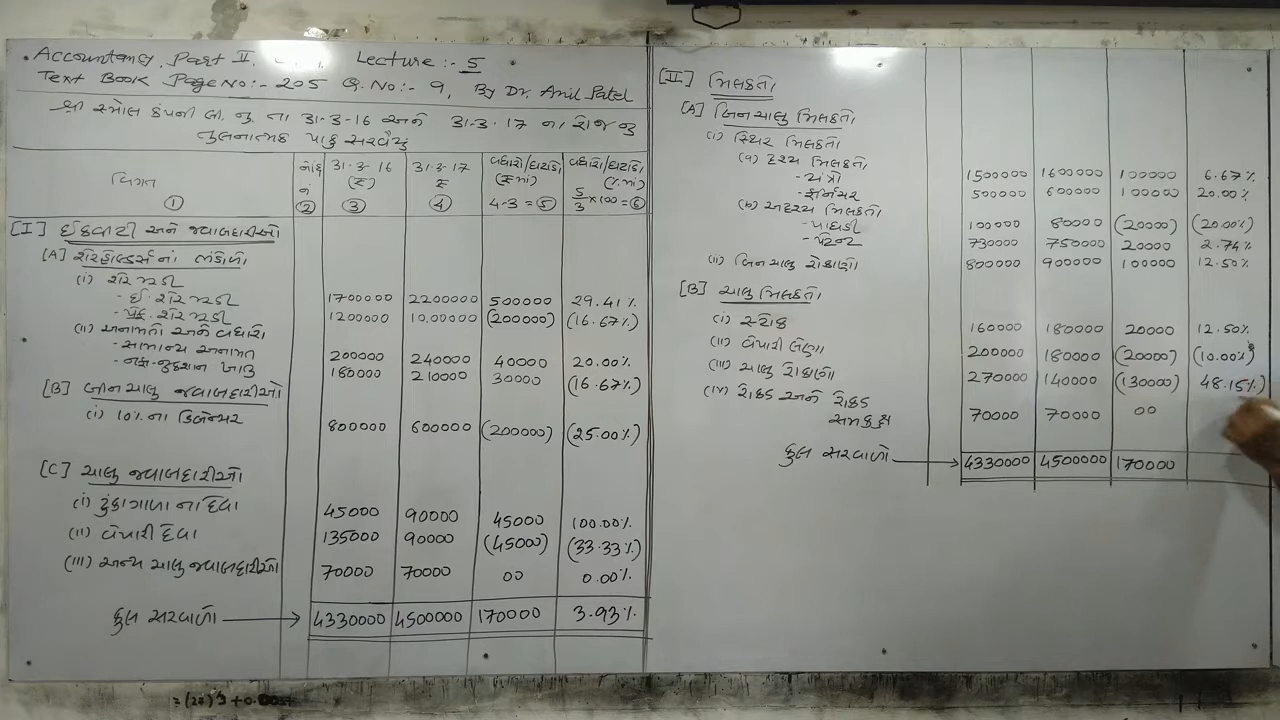 Accountancy, Part II. Lecture :- 5
Text Book Page No:- 205 Q. No:- 9, By Dr. Anil Patel
શ્રી કંપની લી. નું તા 31-3-16 અને 31-3-17 ના રોજ નું
તુલનાત્મક પાકું સરવૈયું
વિગત ① નોંધ નં ② 31-3-16 (₹) ③ 31-3-17 ₹ ④ વધારો/ઘટાડો (₹માં) 4-3 = ⑤ વધારો/ઘટાડો (%માં) 5/3 × 100 = ⑥
[I] ઈક્વિટી અને જવાબદારીઓ
[A] શેરહોલ્ડર્સનાં ભંડોળો
(i) શેર મૂડી
- ઈ. શેર મૂડી 1700000 2200000 500000 29.41%
- પ્રેફ. શેર મૂડી 1200000 10,00000 (200000) (16.67%)
(ii) અનામતો અને વધારો
- સામાન્ય અનામત 200000 240000 40000 20.00%
- નફા-નુકશાન ખાતુ 180000 210000 30000 (16.67%)
[B] બીન ચાલુ જવાબદારીઓ
(i) 10% ના ડિબેન્ચર 800000 600000 (200000) (25.00%)
[C] ચાલુ જવાબદારીઓ
(i) ટુંકાગાળા ના દેવા 45000 90000 45000 100.00%
(ii) વેપારી દેવા 135000 90000 (45000) (33.33%)
(iii) અન્ય ચાલુ જવાબદારીઓ 70000 70000 00 0.00%
કુલ સરવાળો → 4330000 4500000 170000 3.93%
[II] મિલકતો
[A] બિનચાલુ મિલકતો
(i) સ્થિર મિલકતો
(a) દૃશ્ય મિલકતો
- યંત્રો 1500000 1600000 100000 6.67%
- ફર્નિચર 500000 600000 100000 20.00%
(b) અદૃશ્ય મિલકતો
- પાઘડી 100000 80000 (20000) (20.00%)
- પેટન્ટ 730000 750000 20000 2.74%
(ii) બિન ચાલુ રોકાણો 800000 900000 100000 12.50%
[B] ચાલુ મિલકતો
(i) સ્ટોક 160000 180000 20000 12.50%
(ii) વેપારી લેણા 200000 180000 (20000) (10.00%)
(iii) ચાલુ રોકાણો 270000 140000 (130000) 48.15%)
(iv) રોકડ અને રોકડ
સમકક્ષ 70000 70000 00
કુલ સરવાળો → 4330000 4500000 170000